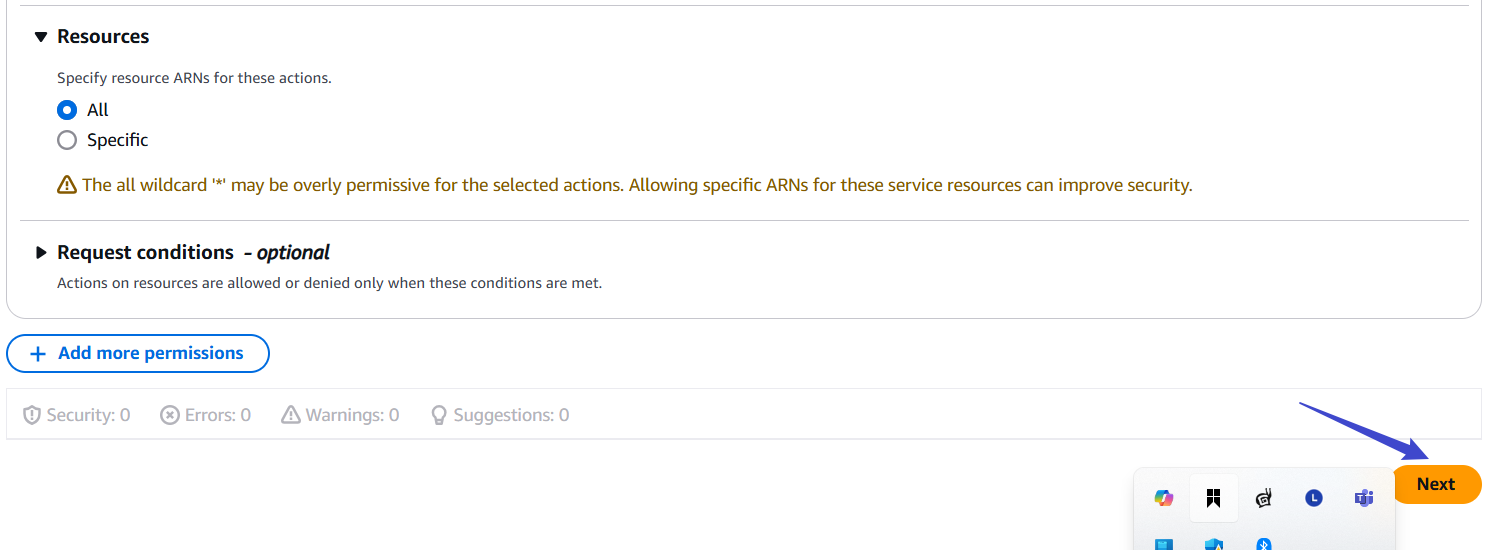 Resources
Specify resource ARNs for these actions.
All
Specific
The all wildcard '*' may be overly permissive for the selected actions. Allowing specific ARNs for these service resources can improve security.
Request conditions - optional
Actions on resources are allowed or denied only when these conditions are met.
+ Add more permissions
Security: 0 Errors: 0 Warnings: 0 Suggestions: 0
Next
L